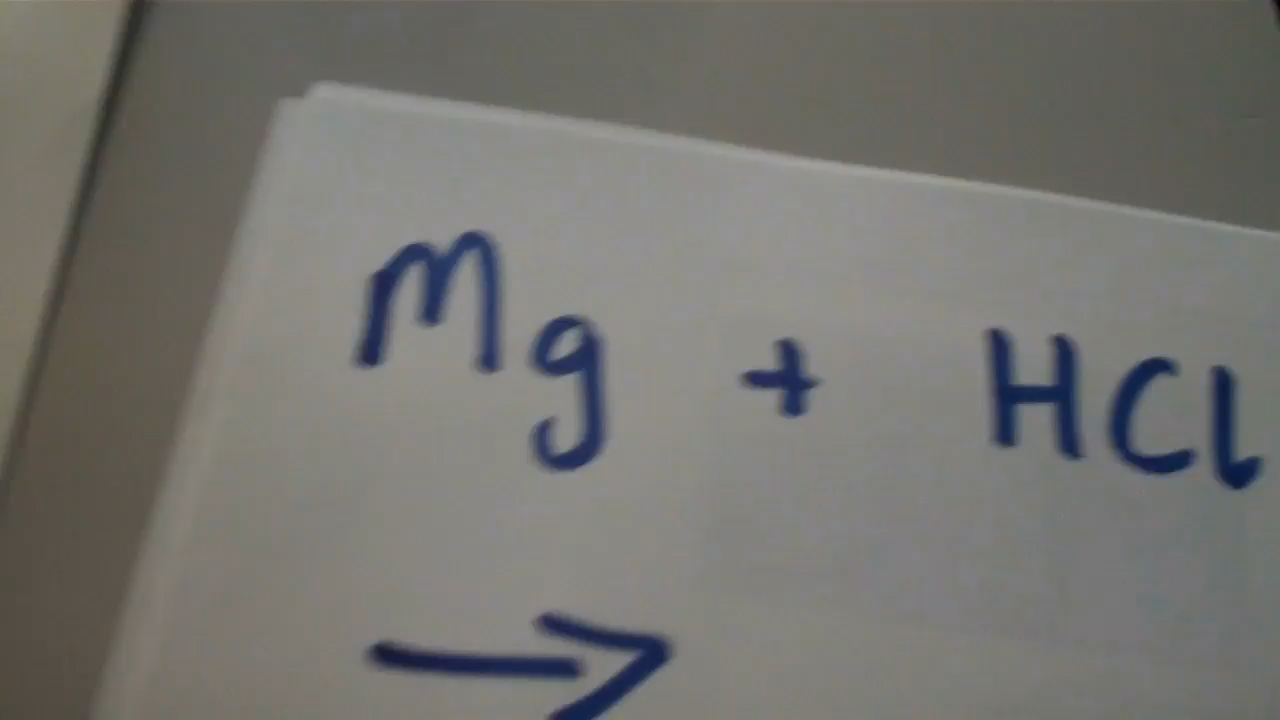 Mg + HCl
→